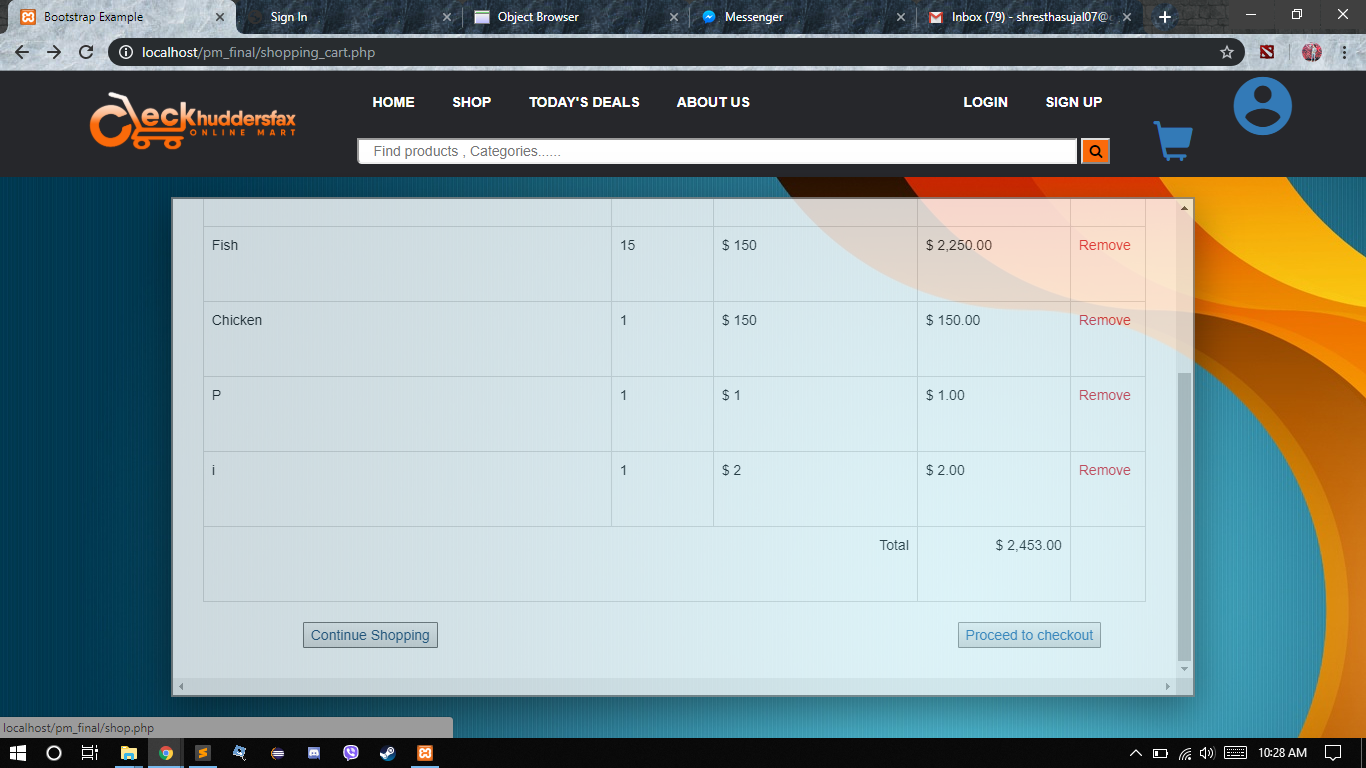 Bootstrap Example
Sign In
Object Browser
Messenger
Inbox (79) - shresthasujal07@
localhost/pm_final/shopping_cart.php
eckhuddersfax
ONLINE MART
HOME SHOP TODAY'S DEALS ABOUT US LOGIN SIGN UP
Find products , Categories......
Fish 15 $ 150 $ 2,250.00 Remove
Chicken 1 $ 150 $ 150.00 Remove
P 1 $ 1 $ 1.00 Remove
i 1 $ 2 $ 2.00 Remove
Total $ 2,453.00
Continue Shopping Proceed to checkout
localhost/pm_final/shop.php
10:28 AM